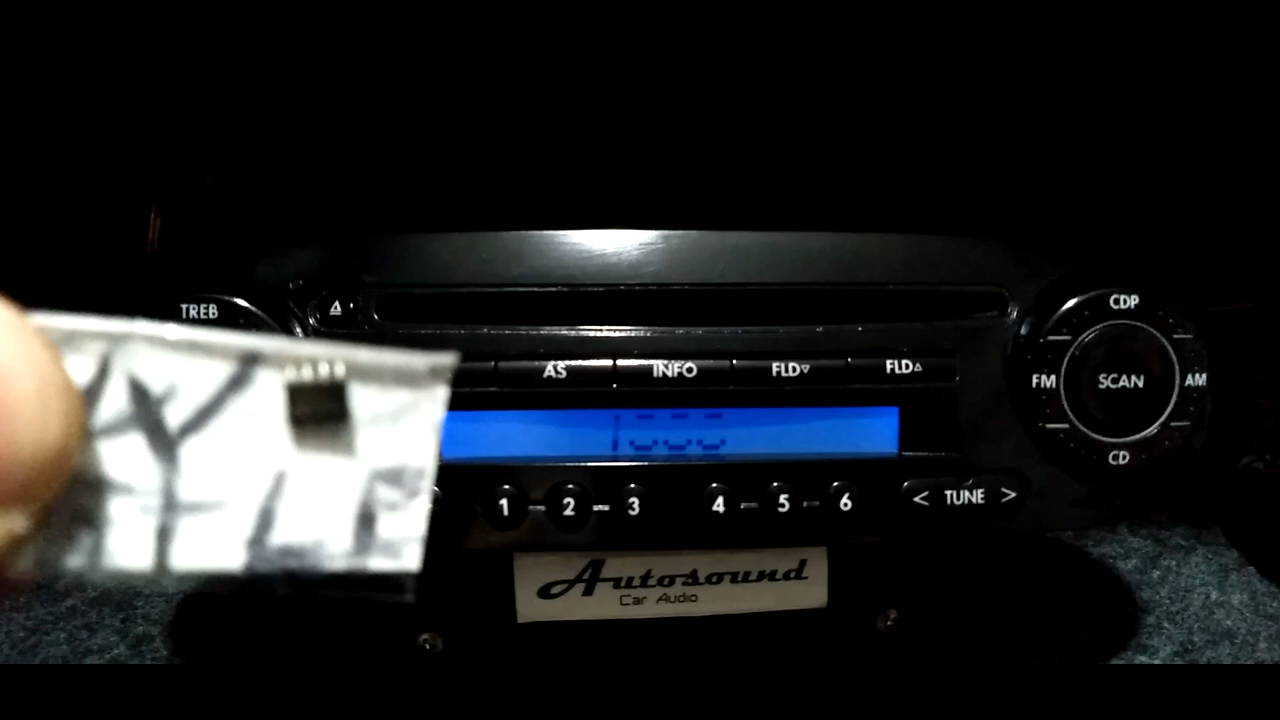 TREB
CDP
AS INFO FLD▿ FLD▵
FM SCAN AM
CD
1 - 2 - 3 4 - 5 - 6 < TUNE >
Autosound
Car Audio